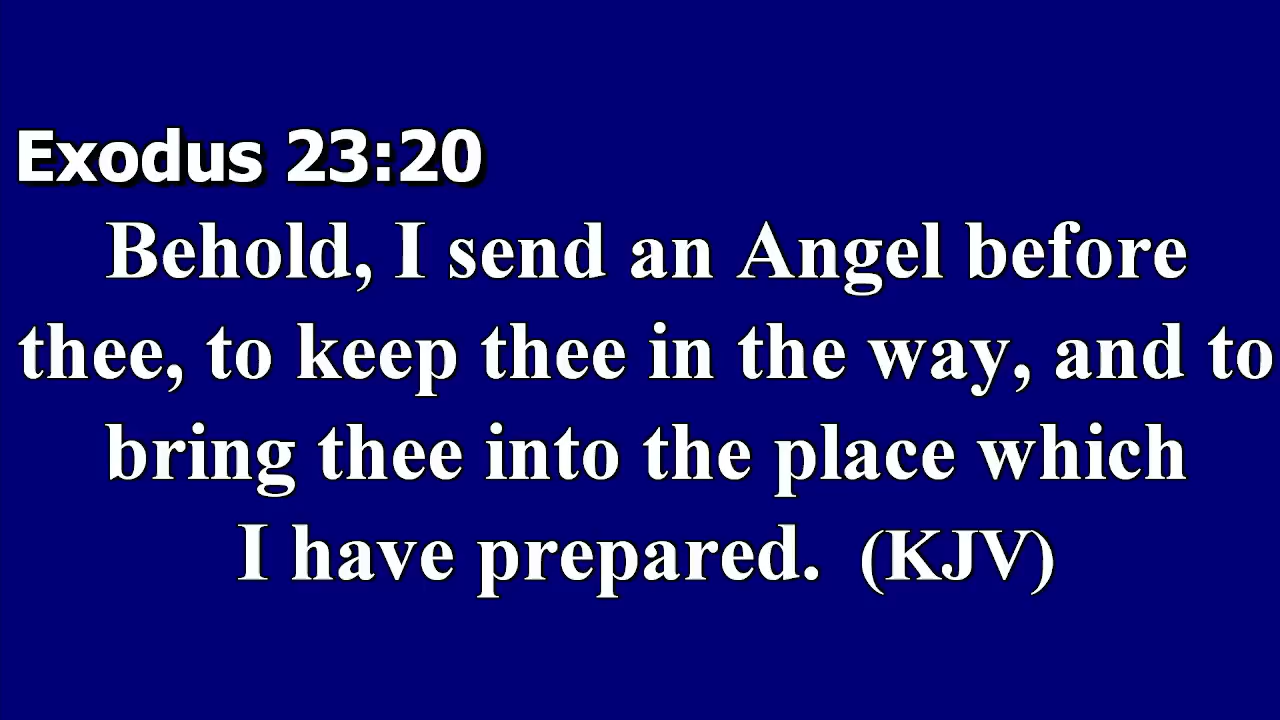 Exodus 23:20
Behold, I send an Angel before
thee, to keep thee in the way, and to
bring thee into the place which
I have prepared. (KJV)